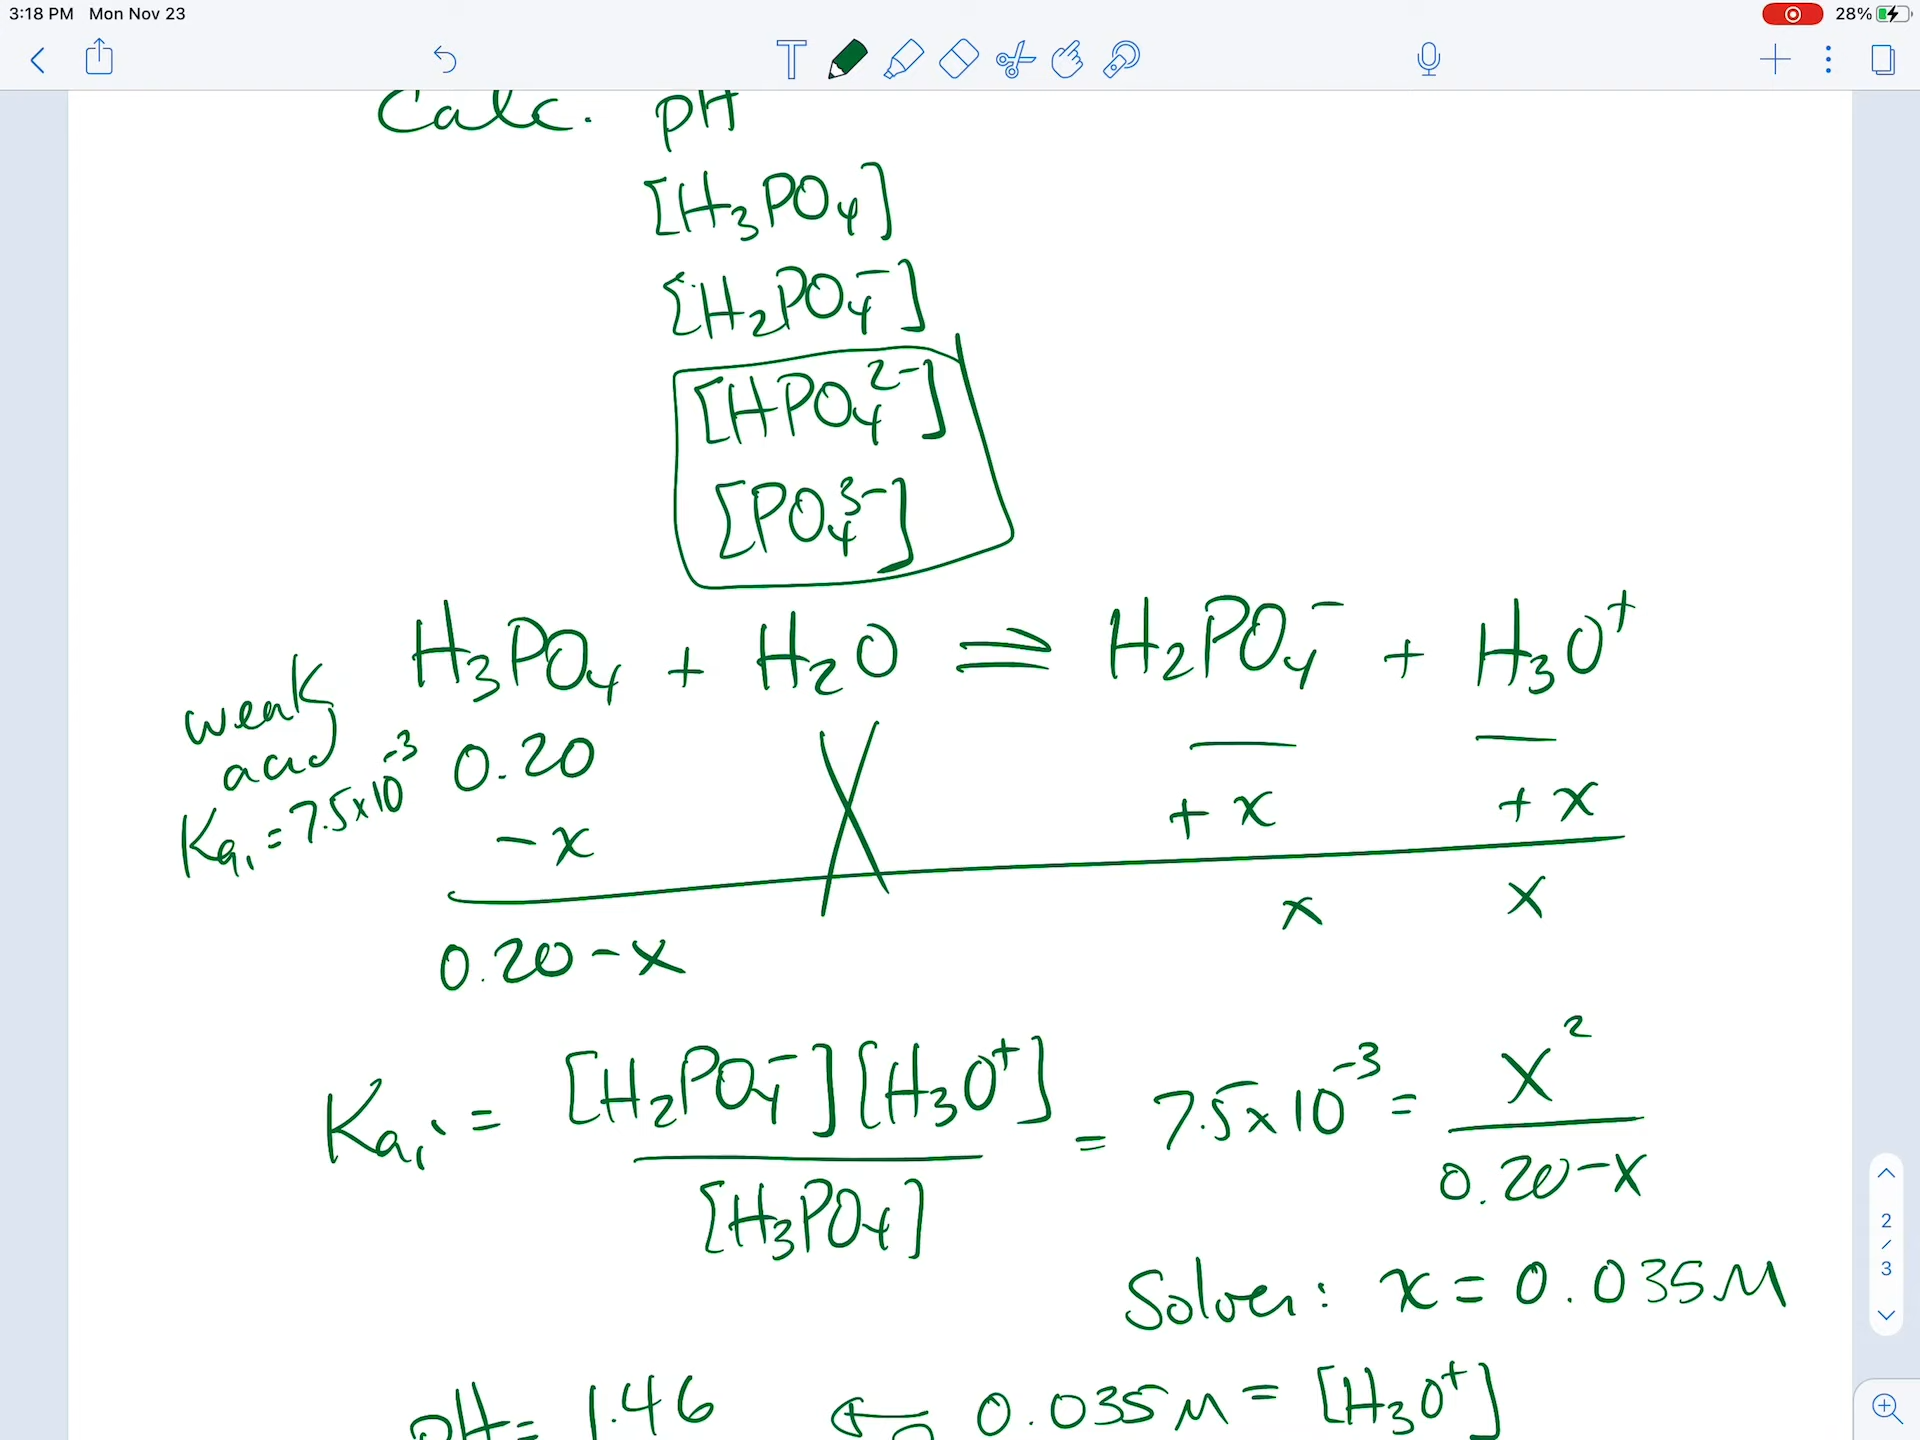 3:18 PM Mon Nov 23
28%
T
Calc. pH
[H₃PO₄]
[H₂PO₄⁻]
[HPO₄²⁻]
[PO₄³⁻]
H₃PO₄ + H₂O ⇌ H₂PO₄⁻ + H₃O⁺
weak
acid
Ka₁ = 7.5x10⁻³
0.20 — —
-x +x +x
0.20-x x x
Ka₁ = [H₂PO₄⁻][H₃O⁺] / [H₃PO₄] = 7.5x10⁻³ = x² / 0.20-x
Solver: x = 0.035M
pH = 1.46 ← 0.035M = [H₃O⁺]
2
/
3